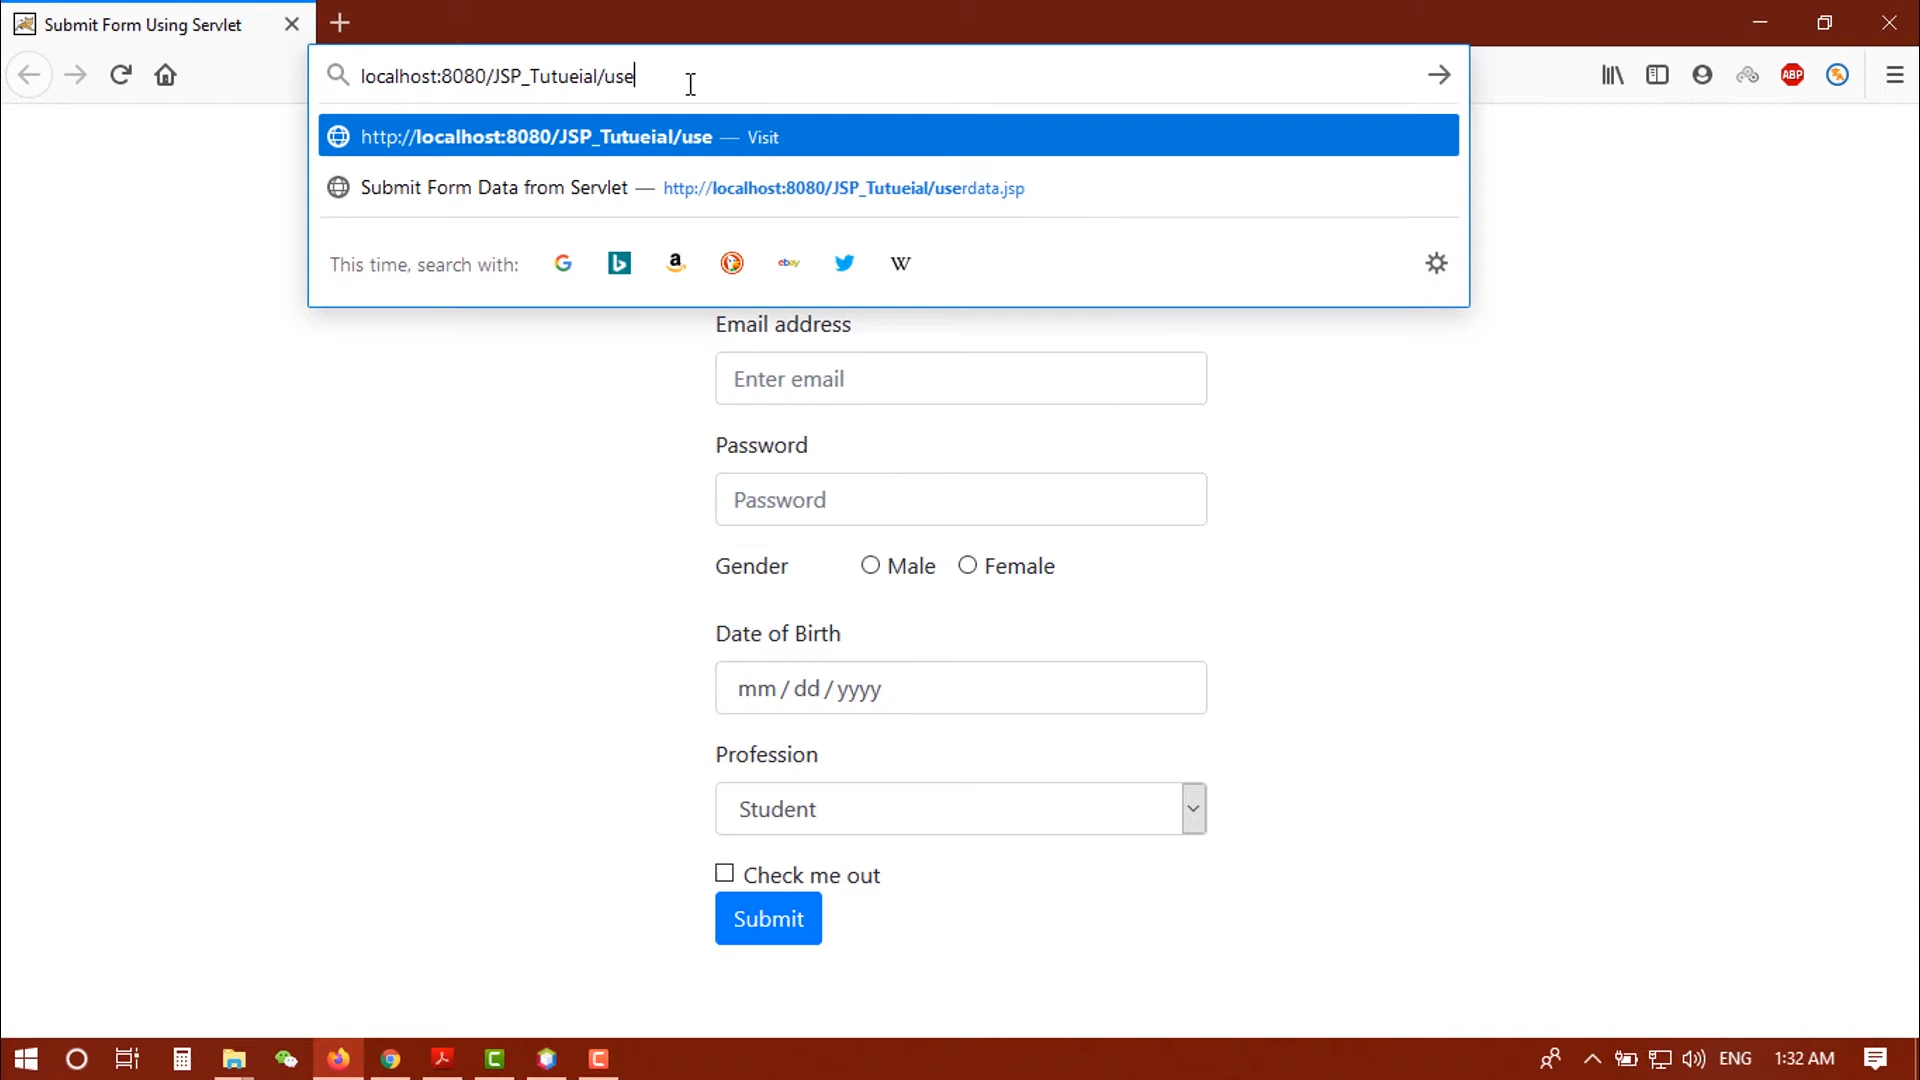 Submit Form Using Servlet
localhost:8080/JSP_Tutueial/use
ABP
http://localhost:8080/JSP_Tutueial/use — Visit
Submit Form Data from Servlet — http://localhost:8080/JSP_Tutueial/userdata.jsp
This time, search with: G b a ebay W
Email address
Enter email
Password
Password
Gender Male Female
Date of Birth
mm / dd / yyyy
Profession
Student
Check me out
Submit
ENG 1:32 AM